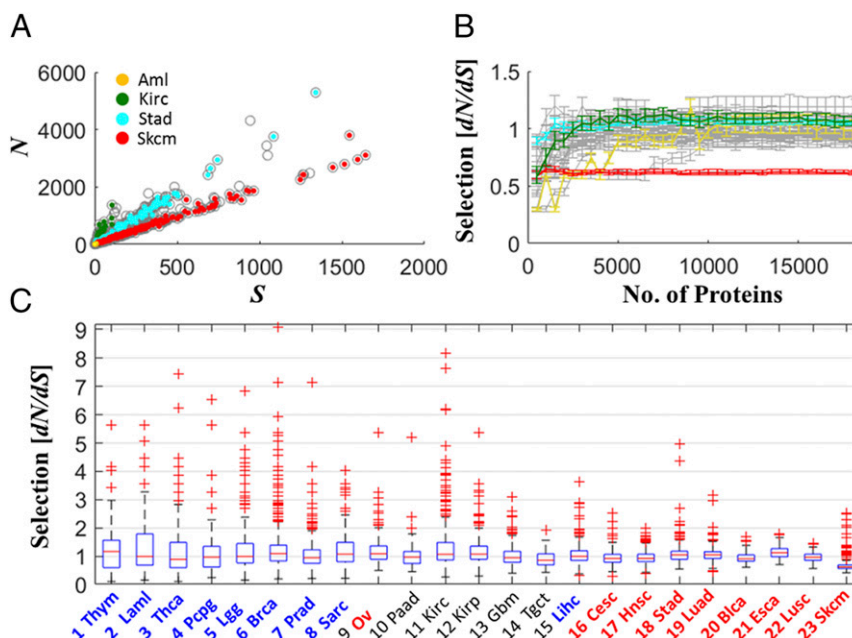 A
6000
4000
2000
0
N
Aml
Kirc
Stad
Skcm
0 500 1000 1500 2000
S
B
Selection [dN/dS]
1.5
1
0.5
0
5000 10000 15000
No. of Proteins
C
Selection [dN/dS]
9
8
7
6
5
4
3
2
1
0
1 Thym
2 Laml
3 Thca
4 Pcpg
5 Lgg
6 Brca
7 Prad
8 Sarc
9 Ov
10 Paad
11 Kirc
12 Kirp
13 Gbm
14 Tgct
15 Lihc
16 Cesc
17 Hnsc
18 Stad
19 Luad
20 Blca
21 Esca
22 Lusc
23 Skcm